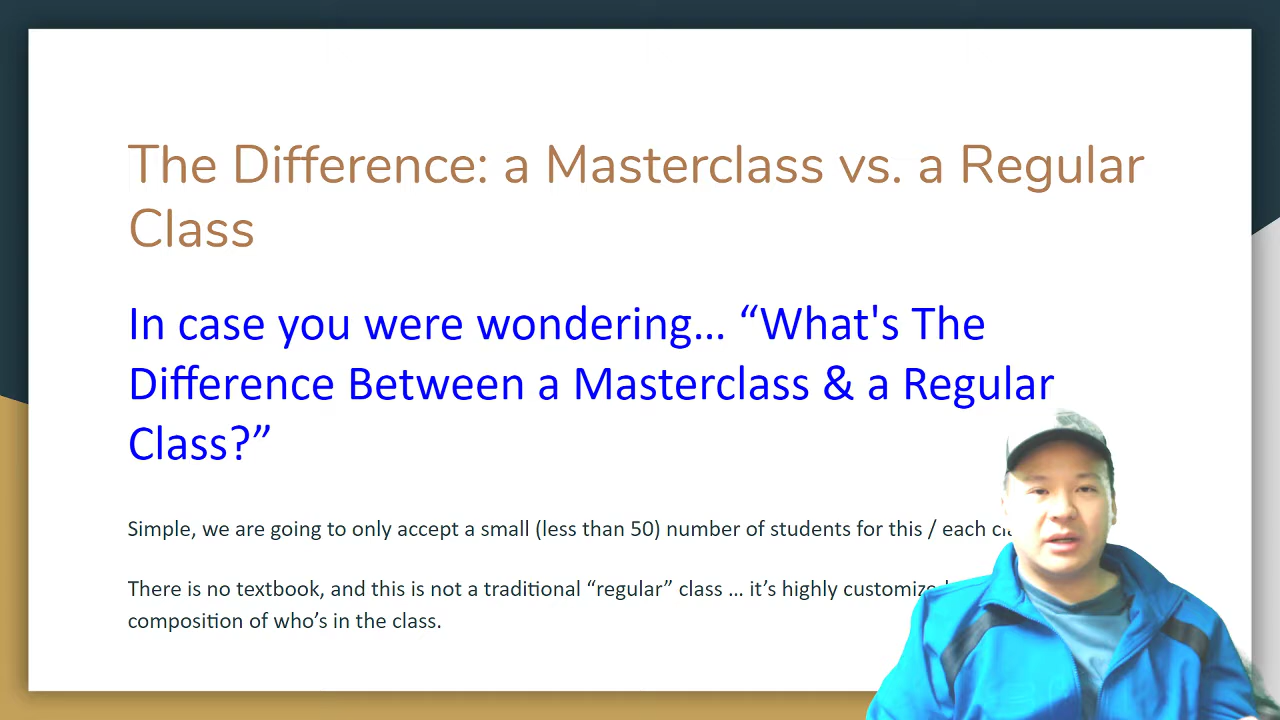 The Difference: a Masterclass vs. a Regular
Class
In case you were wondering… “What's The
Difference Between a Masterclass & a Regular
Class?”
Simple, we are going to only accept a small (less than 50) number of students for this / each
There is no textbook, and this is not a traditional “regular” class … it’s highly
composition of who’s in the class.